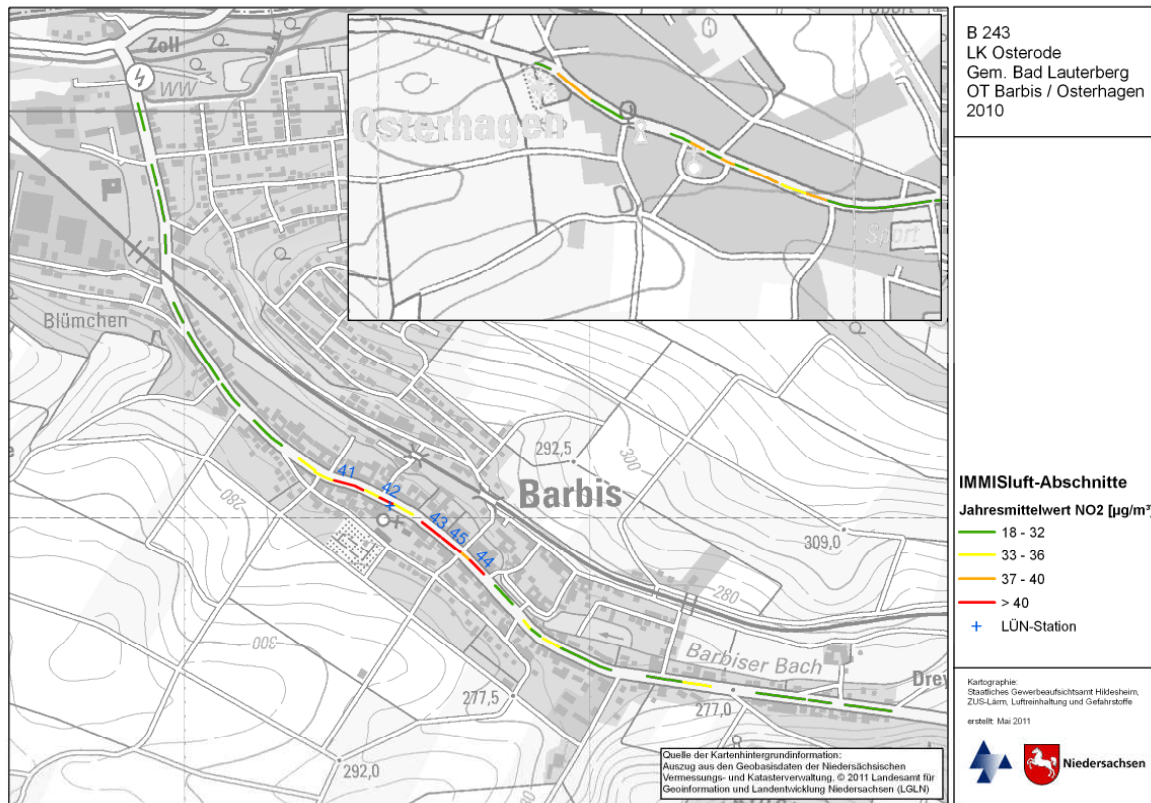 Zoll
WW
Osterhagen
Sport
Blümchen
292,5
300
Barbis
309,0
280
280
41
42
43
45
44
300
Barbiser Bach
277,5
277,0
Drey
292,0
Quelle der Kartenhintergrundinformation:
Auszug aus den Geobasisdaten der Niedersächsischen
Vermessungs- und Katasterverwaltung, © 2011 Landesamt für
Geoinformation und Landentwicklung Niedersachsen (LGLN)
B 243
LK Osterode
Gem. Bad Lauterberg
OT Barbis / Osterhagen
2010
IMMISluft-Abschnitte
Jahresmittelwert NO2 [µg/m³]
18 - 32
33 - 36
37 - 40
> 40
LÜN-Station
Kartographie:
Staatliches Gewerbeaufsichtsamt Hildesheim,
ZUS-Lärm, Luftreinhaltung und Gefahrstoffe
erstellt: Mai 2011
Niedersachsen